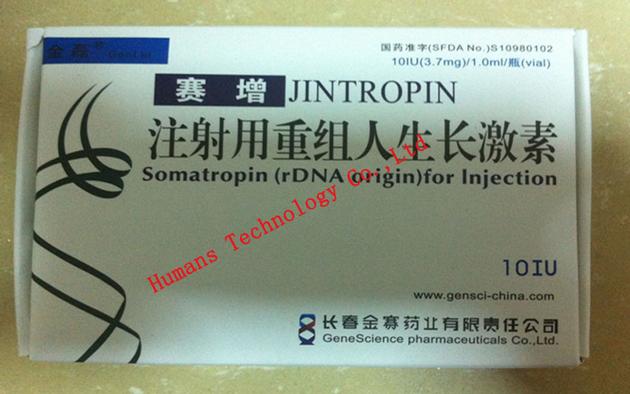 金磊® GenLei
国药准字(SFDA No.)S10980102
10IU(3.7mg)/1.0ml/瓶(vial)
赛增 JINTROPIN
注射用重组人生长激素
Somatropin (rDNA origin)for Injection
Humans Technology Co.,Ltd
10IU
www.gensci-china.com
长春金赛药业有限责任公司
GeneScience pharmaceuticals Co.,Ltd.